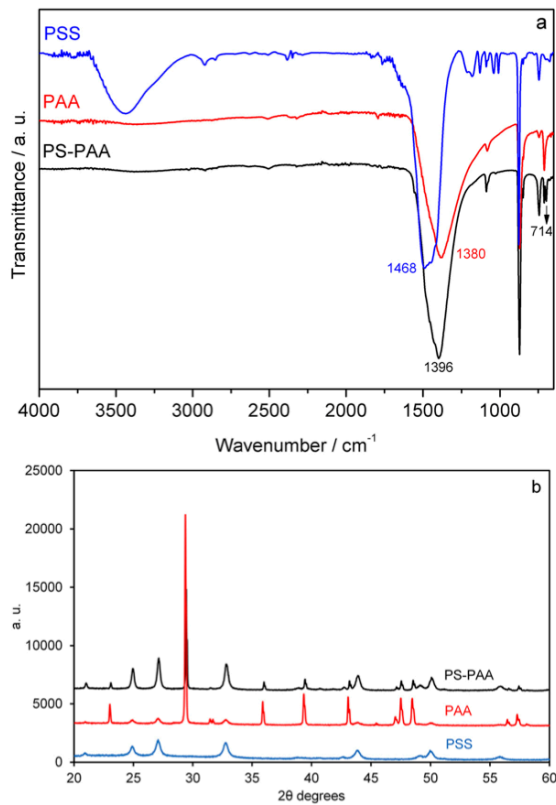 a
PSS
PAA
PS-PAA
Transmittance / a. u.
1468
1380
1396
714
4000 3500 3000 2500 2000 1500 1000
Wavenumber / cm⁻¹
b
25000
20000
15000
10000
5000
0
a. u.
PS-PAA
PAA
PSS
20 25 30 35 40 45 50 55 60
2θ degrees